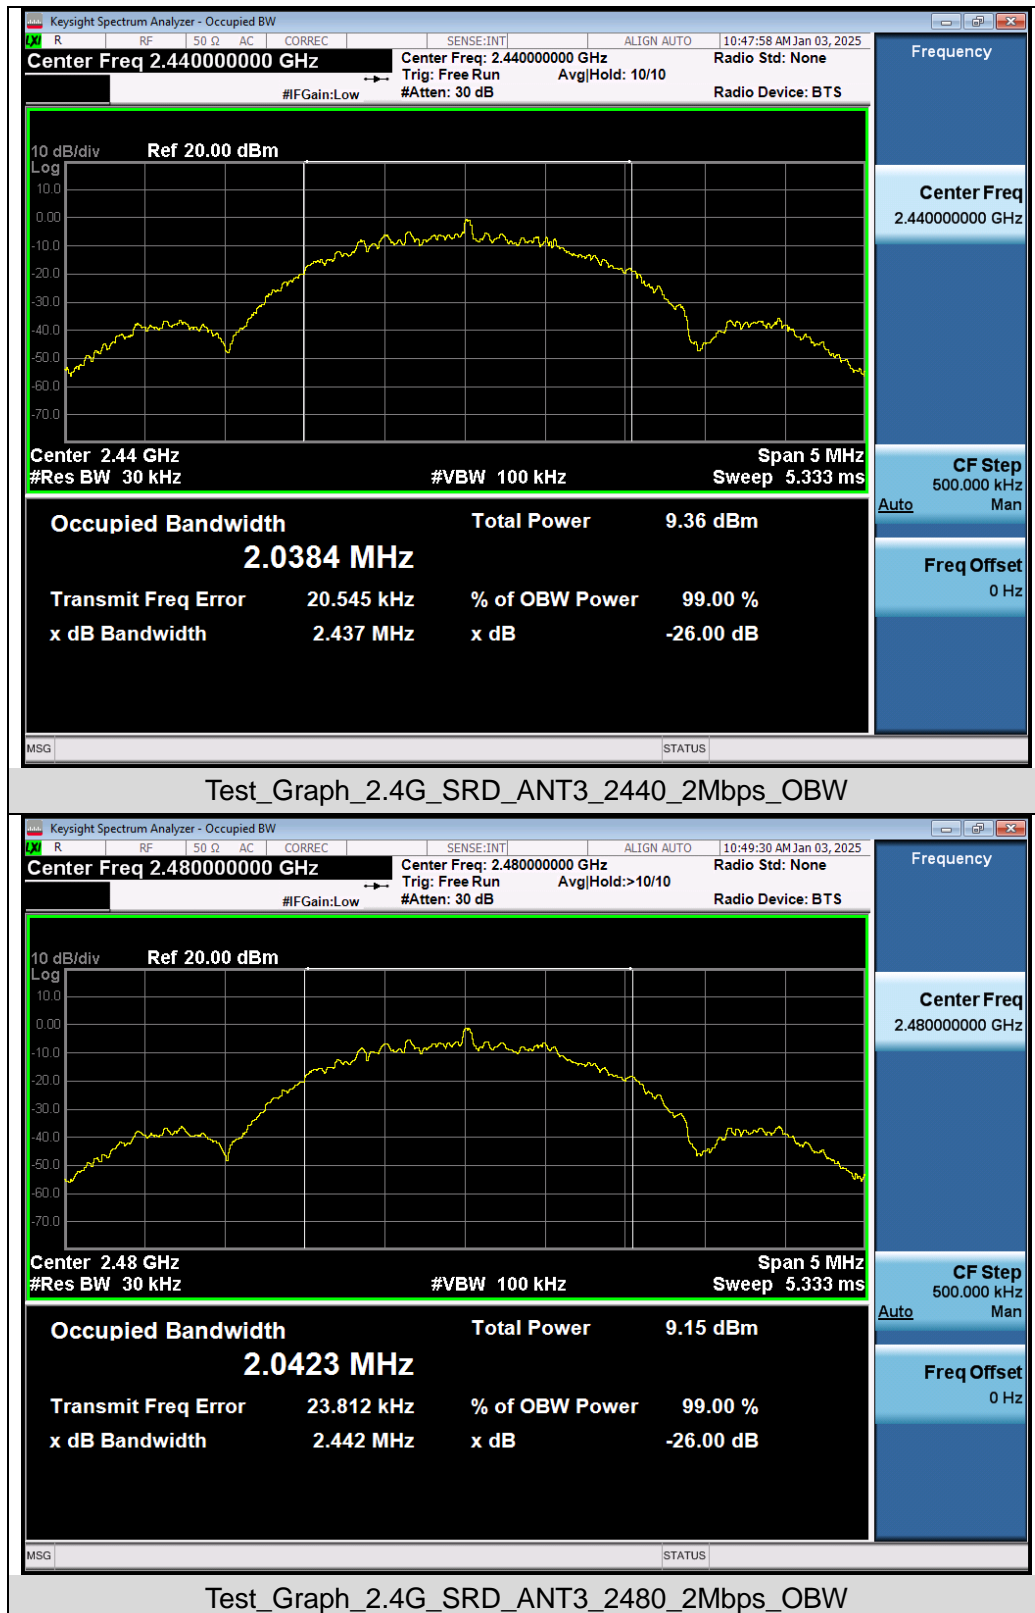 Keysight Spectrum Analyzer - Occupied BW
LXI R RF 50 Ω AC CORREC SENSE:INT ALIGN AUTO 10:47:58 AM Jan 03, 2025
Center Freq 2.440000000 GHz
Center Freq: 2.440000000 GHz
Radio Std: None
Trig: Free Run Avg|Hold: 10/10
#IFGain:Low
#Atten: 30 dB
Radio Device: BTS
Frequency
10 dB/div Ref 20.00 dBm
Log
10.0
0.00
-10.0
-20.0
-30.0
-40.0
-50.0
-60.0
-70.0
Center 2.44 GHz Span 5 MHz
#Res BW 30 kHz #VBW 100 kHz Sweep 5.333 ms
Center Freq
2.440000000 GHz
CF Step
500.000 kHz
Auto Man
Freq Offset
0 Hz
Occupied Bandwidth Total Power 9.36 dBm
2.0384 MHz
Transmit Freq Error 20.545 kHz % of OBW Power 99.00 %
x dB Bandwidth 2.437 MHz x dB -26.00 dB
MSG STATUS
Test_Graph_2.4G_SRD_ANT3_2440_2Mbps_OBW
Keysight Spectrum Analyzer - Occupied BW
LXI R RF 50 Ω AC CORREC SENSE:INT ALIGN AUTO 10:49:30 AM Jan 03, 2025
Center Freq 2.480000000 GHz
Center Freq: 2.480000000 GHz
Radio Std: None
Trig: Free Run Avg|Hold:>10/10
#IFGain:Low
#Atten: 30 dB
Radio Device: BTS
Frequency
10 dB/div Ref 20.00 dBm
Log
10.0
0.00
-10.0
-20.0
-30.0
-40.0
-50.0
-60.0
-70.0
Center 2.48 GHz Span 5 MHz
#Res BW 30 kHz #VBW 100 kHz Sweep 5.333 ms
Center Freq
2.480000000 GHz
CF Step
500.000 kHz
Auto Man
Freq Offset
0 Hz
Occupied Bandwidth Total Power 9.15 dBm
2.0423 MHz
Transmit Freq Error 23.812 kHz % of OBW Power 99.00 %
x dB Bandwidth 2.442 MHz x dB -26.00 dB
MSG STATUS
Test_Graph_2.4G_SRD_ANT3_2480_2Mbps_OBW